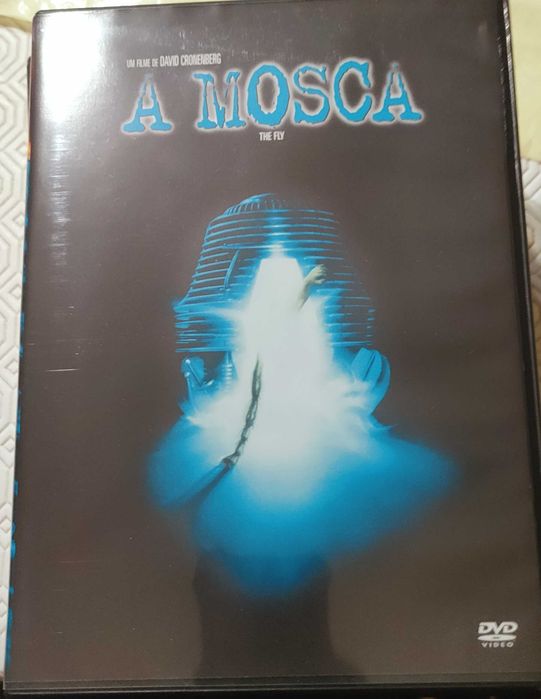 UM FILME DE DAVID CRONENBERG
A MOSCA
THE FLY
DVD
VIDEO